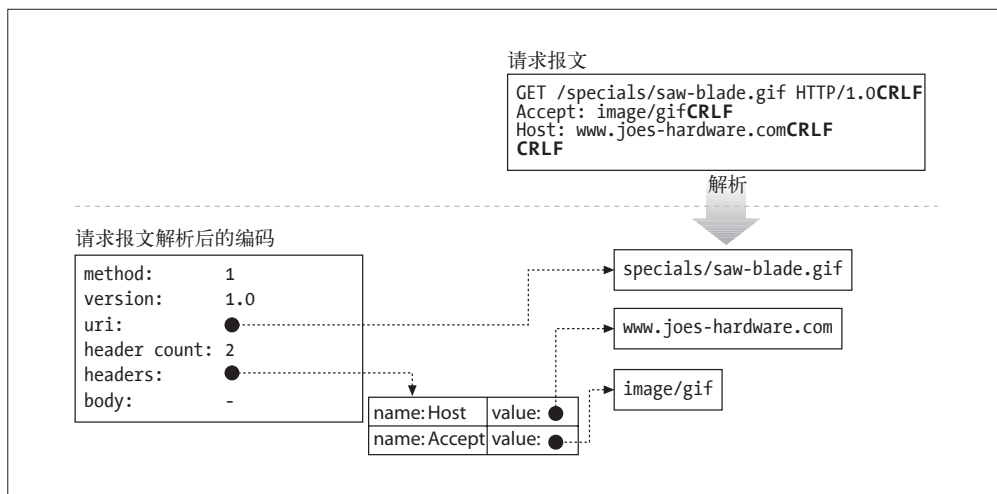 请求报文
GET /specials/saw-blade.gif HTTP/1.0CRLF
Accept: image/gifCRLF
Host: www.joes-hardware.comCRLF
CRLF
解析
请求报文解析后的编码
method: 1
version: 1.0
uri:
header count: 2
headers:
body: -
name: Host value:
name: Accept value:
specials/saw-blade.gif
www.joes-hardware.com
image/gif